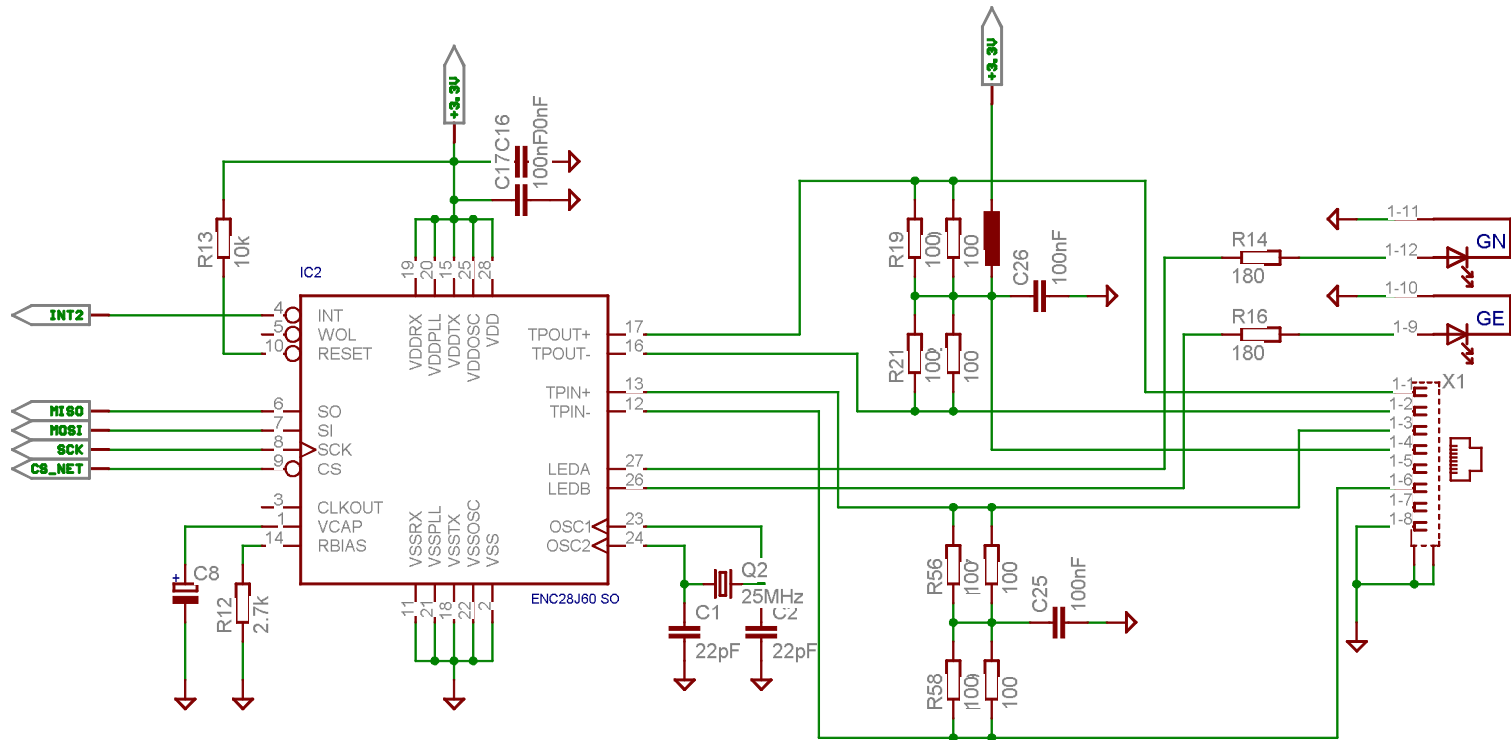 +3.3V
+3.3V
C17C16
100nF
R13
10k
IC2
19
20
15
25
28
INT2
4
INT
5
WOL
10
RESET
VDDRX
VDDPLL
VDDTX
VDDOSC
VDD
TPOUT+
17
TPOUT-
16
TPIN+
13
TPIN-
12
MISO
6
SO
MOSI
7
SI
SCK
8
SCK
CS_NET
9
CS
LEDA
27
LEDB
26
3
CLKOUT
1
VCAP
14
RBIAS
OSC1
23
OSC2
24
VSSRX
VSSPLL
VSSTX
VSSOSC
VSS
11
21
18
22
2
ENC28J60 SO
+
C8
R12
2.7k
Q2
25MHz
C1
22pF
C2
22pF
R19
100
100
R21
100
100
C26
100nF
R56
100
100
R58
100
100
C25
100nF
R14
180
R16
180
1-11
1-12
GN
1-10
1-9
GE
X1
1-1
1-2
1-3
1-4
1-5
1-6
1-7
1-8